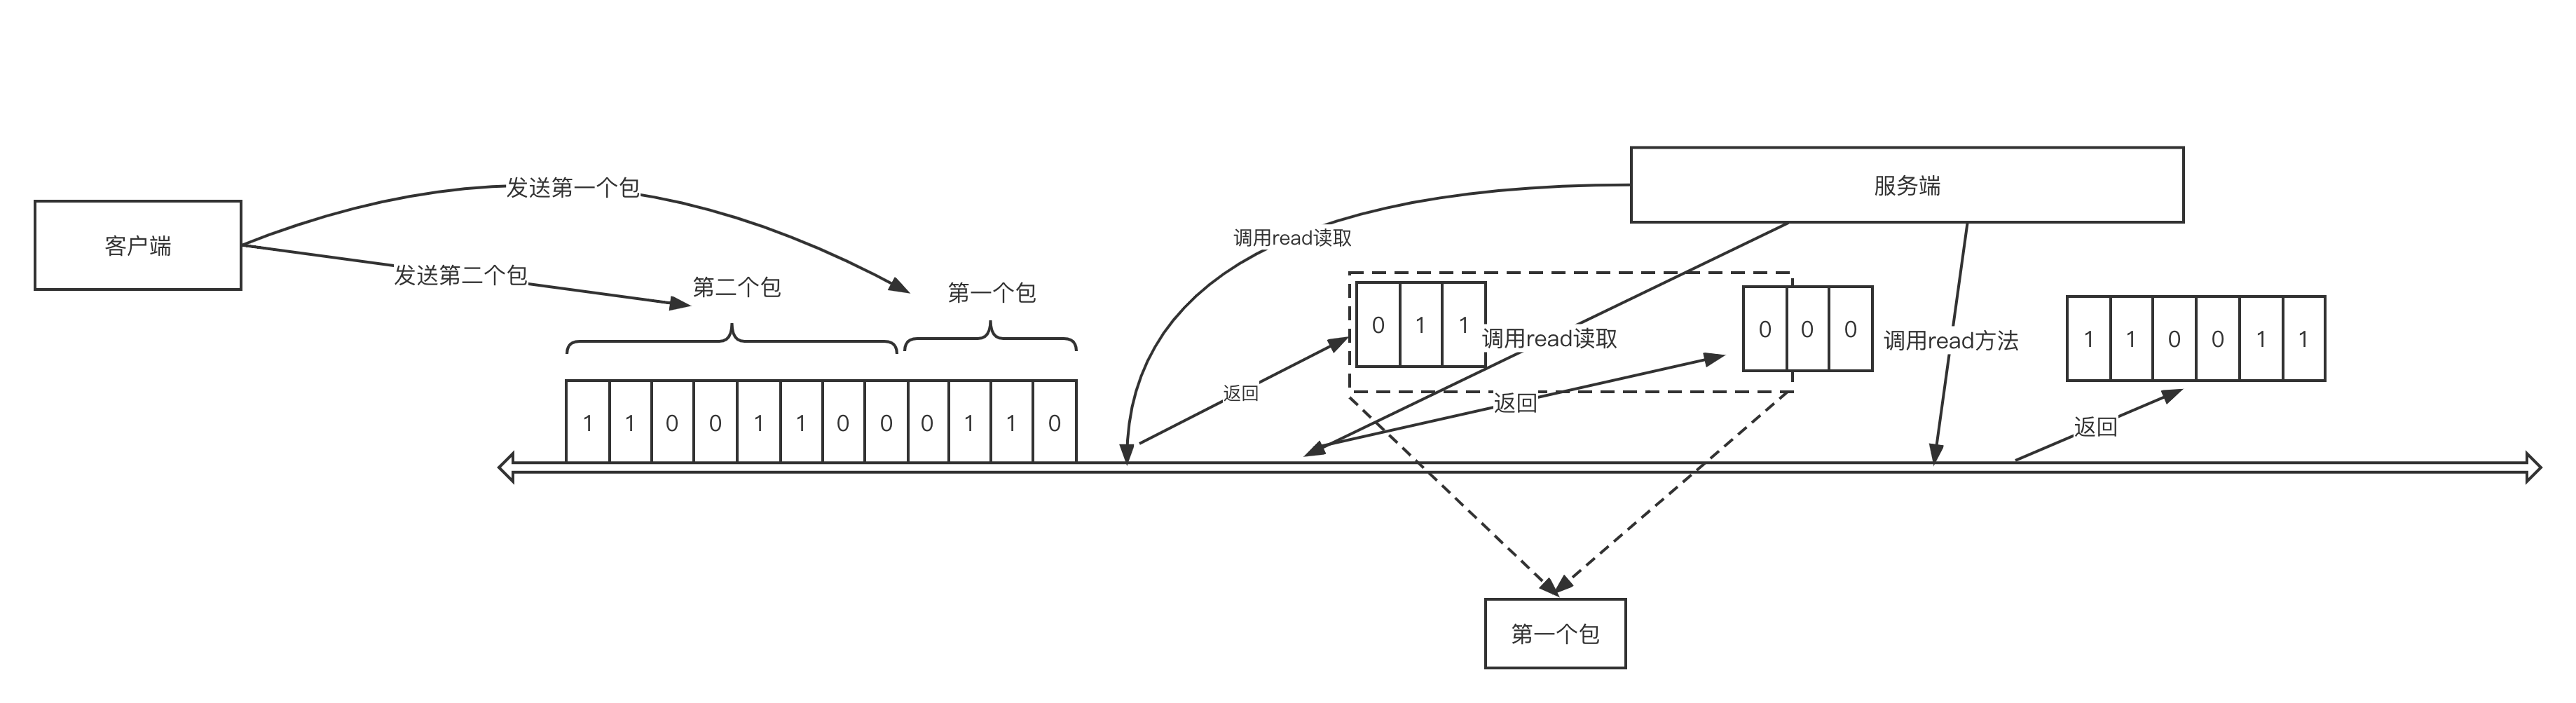 服务端
发送第一个包
客户端
调用read读取
发送第二个包
第二个包
第一个包
0 1 1
调用read读取
0 0 0
调用read方法
1 1 0 0 1 1
返回
返回
返回
1 1 0 0 1 1 0 0 0 1 1 0
第一个包